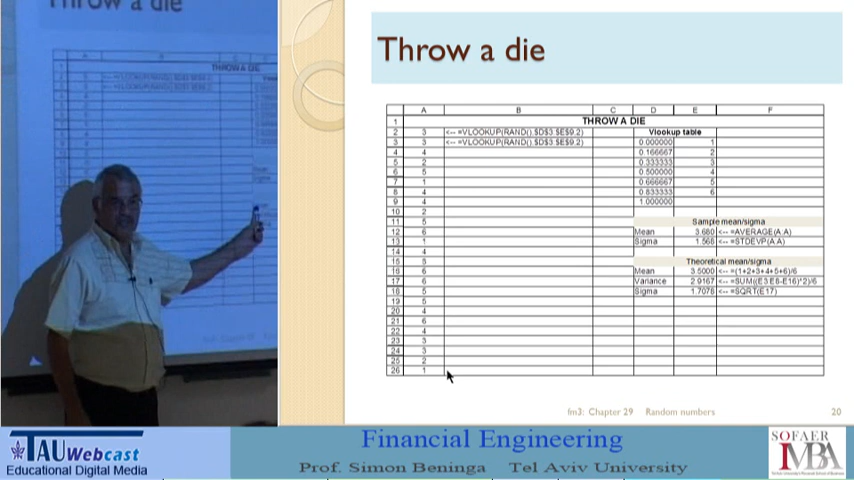 Throw a die
Throw a die
A B C D E F
1 THROW A DIE
2 3 <-- =VLOOKUP(RAND(),$D$3:$E$9,2) Vlookup table
3 3 <-- =VLOOKUP(RAND(),$D$3:$E$9,2) 0.000000 1
4 4 0.166667 2
5 2 0.333333 3
6 5 0.500000 4
7 1 0.666667 5
8 4 0.833333 6
9 4 1.000000
10 2
11 5 Sample mean/sigma
12 6 Mean 3.680 <-- =AVERAGE(A:A)
13 1 Sigma 1.568 <-- =STDEVP(A:A)
14 4
15 3 Theoretical mean/sigma
16 6 Mean 3.5000 <-- =(1+2+3+4+5+6)/6
17 6 Variance 2.9167 <-- =SUM((E3:E8-E16)^2)/6
18 5 Sigma 1.7078 <-- =SQRT(E17)
19 5
20 4
21 6
22 4
23 3
24 3
25 2
26 1
fm3: Chapter 29 Random numbers 20
TAU Webcast
Educational Digital Media
Financial Engineering
Prof. Simon Beninga Tel Aviv University
SOFAER
IMBA